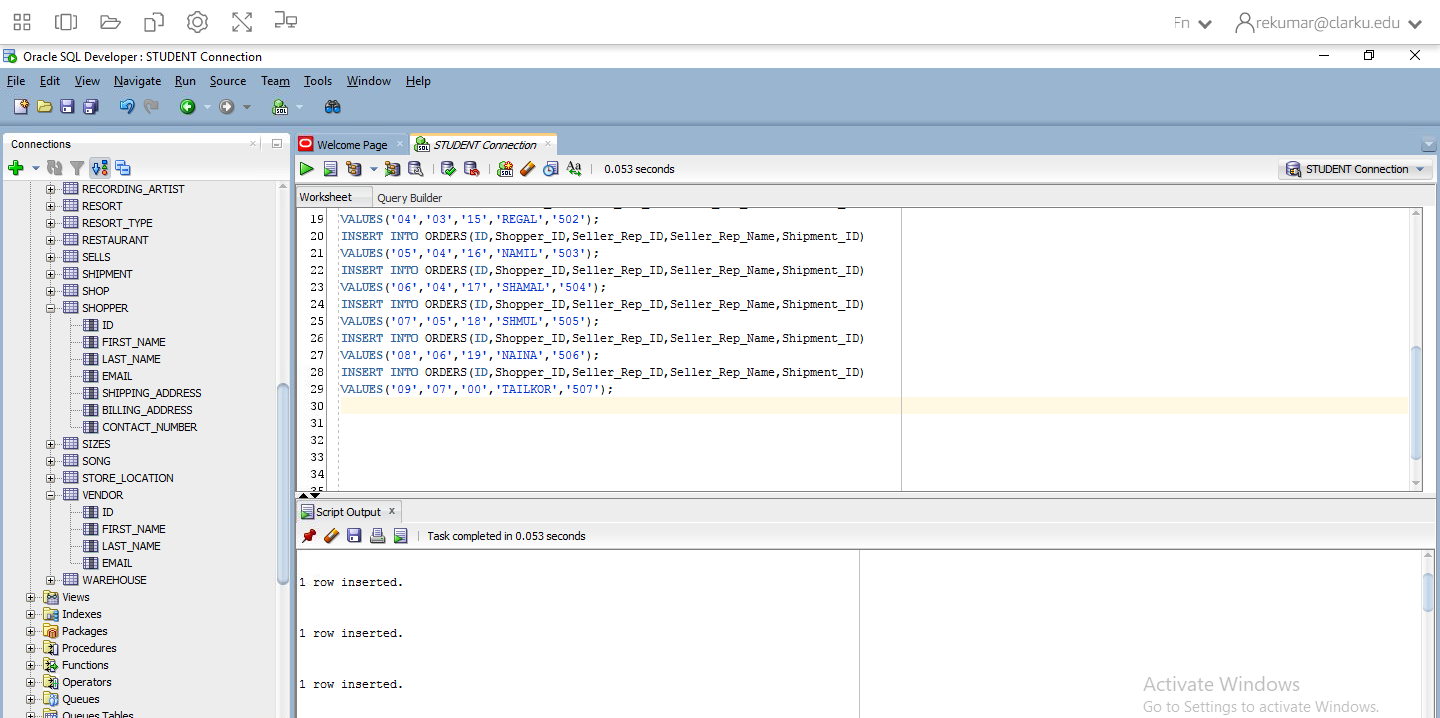 Fn rekumar@clarku.edu
Oracle SQL Developer : STUDENT Connection
File Edit View Navigate Run Source Team Tools Window Help
Connections
RECORDING_ARTIST
RESORT
RESORT_TYPE
RESTAURANT
SELLS
SHIPMENT
SHOP
SHOPPER
ID
FIRST_NAME
LAST_NAME
EMAIL
SHIPPING_ADDRESS
BILLING_ADDRESS
CONTACT_NUMBER
SIZES
SONG
STORE_LOCATION
VENDOR
ID
FIRST_NAME
LAST_NAME
EMAIL
WAREHOUSE
Views
Indexes
Packages
Procedures
Functions
Operators
Queues
Queues Tables
Welcome Page STUDENT Connection
0.053 seconds STUDENT Connection
Worksheet Query Builder
19 VALUES('04','03','15','REGAL','502');
20 INSERT INTO ORDERS(ID,Shopper_ID,Seller_Rep_ID,Seller_Rep_Name,Shipment_ID)
21 VALUES('05','04','16','NAMIL','503');
22 INSERT INTO ORDERS(ID,Shopper_ID,Seller_Rep_ID,Seller_Rep_Name,Shipment_ID)
23 VALUES('06','04','17','SHAMAL','504');
24 INSERT INTO ORDERS(ID,Shopper_ID,Seller_Rep_ID,Seller_Rep_Name,Shipment_ID)
25 VALUES('07','05','18','SHMUL','505');
26 INSERT INTO ORDERS(ID,Shopper_ID,Seller_Rep_ID,Seller_Rep_Name,Shipment_ID)
27 VALUES('08','06','19','NAINA','506');
28 INSERT INTO ORDERS(ID,Shopper_ID,Seller_Rep_ID,Seller_Rep_Name,Shipment_ID)
29 VALUES('09','07','00','TAILKOR','507');
30
31
32
33
34
35
Script Output
Task completed in 0.053 seconds
1 row inserted.
1 row inserted.
1 row inserted.
Activate Windows
Go to Settings to activate Windows.